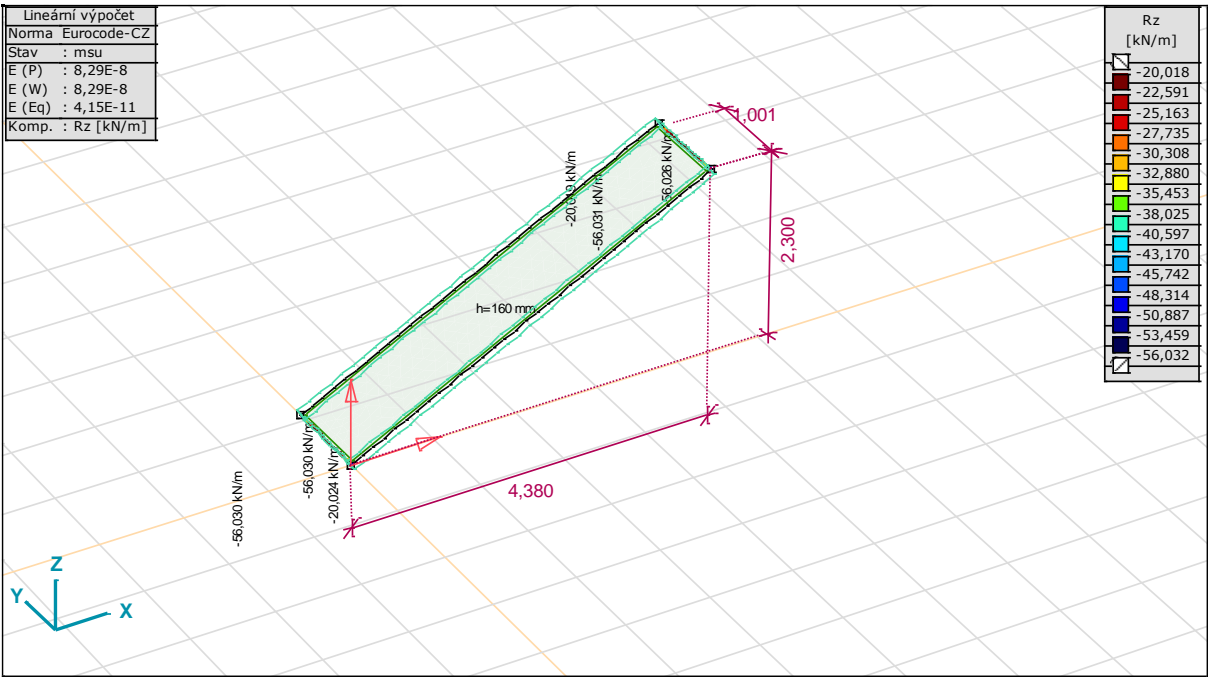 Lineární výpočet
Norma Eurocode-CZ
Stav : msu
E (P) : 8,29E-8
E (W) : 8,29E-8
E (Eq) : 4,15E-11
Komp. : Rz [kN/m]
Rz
[kN/m]
-20,018
-22,591
-25,163
-27,735
-30,308
-32,880
-35,453
-38,025
-40,597
-43,170
-45,742
-48,314
-50,887
-53,459
-56,032
1,001
2,300
4,380
-56,031 kN/m
56,026 kN/m
h=160 mm
-56,030 kN/m
-20,024 kN/m
-56,030 kN/m
Z
Y
X